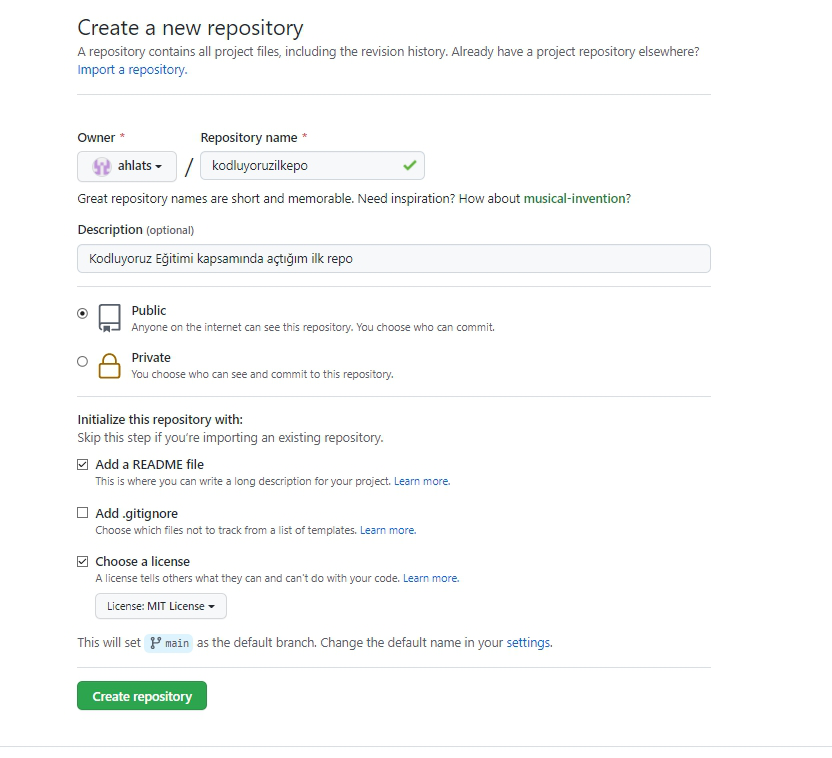 Create a new repository
A repository contains all project files, including the revision history. Already have a project repository elsewhere?
Import a repository.
Owner * Repository name *
ahlats / kodluyoruzilkepo
Great repository names are short and memorable. Need inspiration? How about musical-invention?
Description (optional)
Kodluyoruz Eğitimi kapsamında açtığım ilk repo
Public
Anyone on the internet can see this repository. You choose who can commit.
Private
You choose who can see and commit to this repository.
Initialize this repository with:
Skip this step if you're importing an existing repository.
Add a README file
This is where you can write a long description for your project. Learn more.
Add .gitignore
Choose which files not to track from a list of templates. Learn more.
Choose a license
A license tells others what they can and can't do with your code. Learn more.
License: MIT License
This will set main as the default branch. Change the default name in your settings.
Create repository